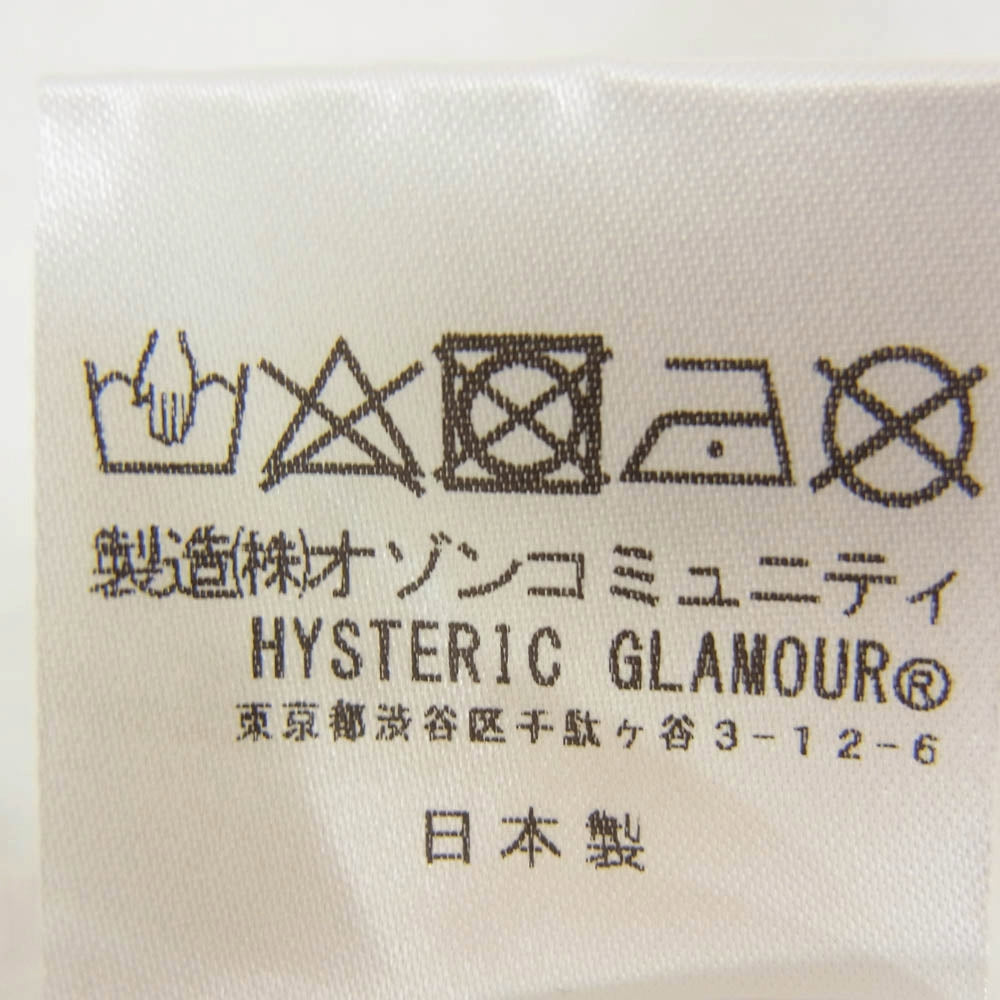 製造(株)オゾンコミュニティ
HYSTERIC GLAMOUR®
東京都渋谷区千駄ヶ谷3-12-6
日本製